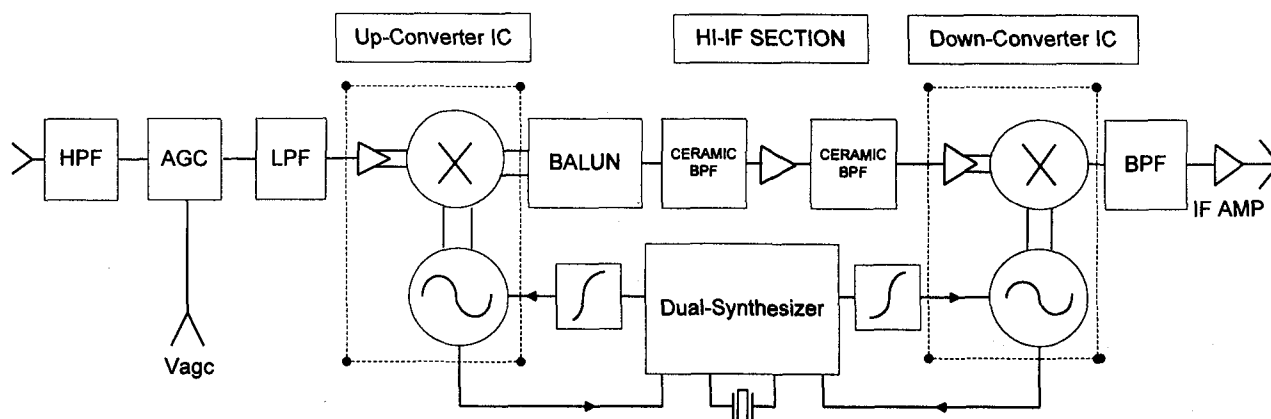 Up-Converter IC
HI-IF SECTION
Down-Converter IC
HPF
AGC
LPF
X
BALUN
CERAMIC
BPF
CERAMIC
BPF
X
BPF
IF AMP
Dual-Synthesizer
Vagc